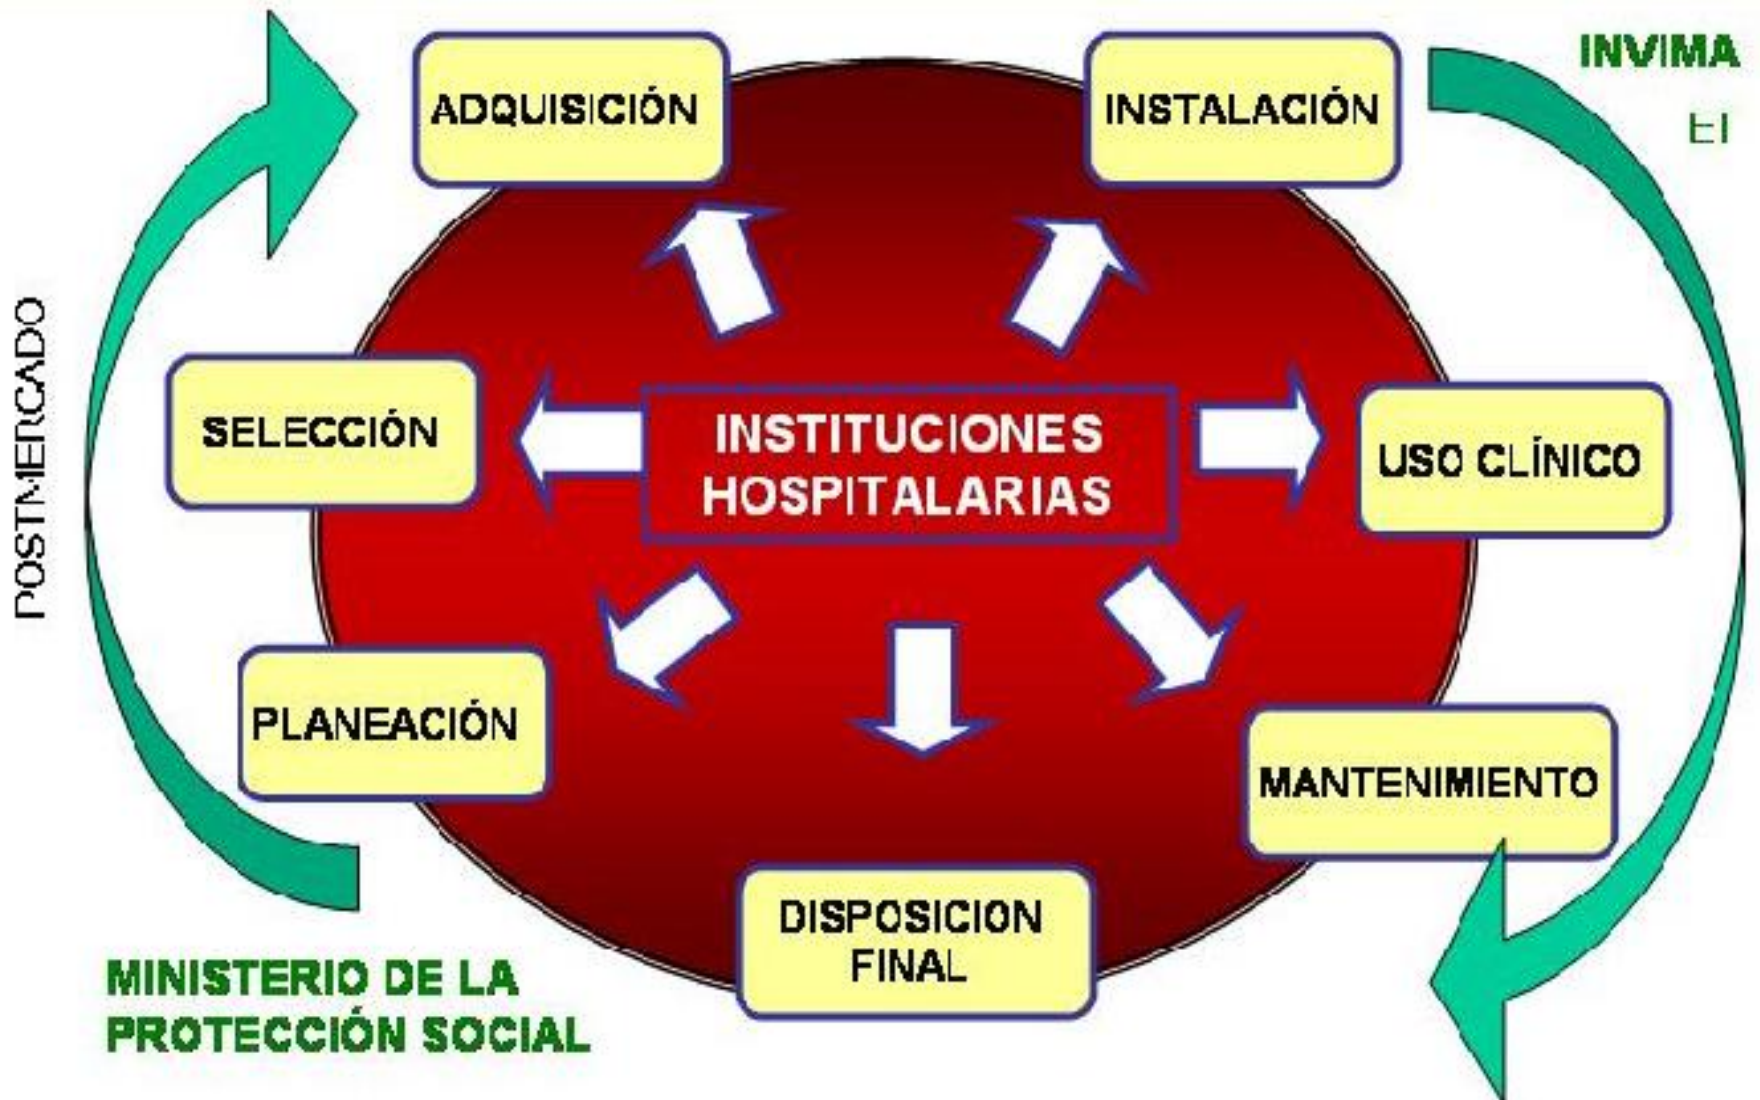 ADQUISICIÓN
INSTALACIÓN
INVIMA
POSTMERCADO
SELECCIÓN
INSTITUCIONES
HOSPITALARIAS
USO CLÍNICO
PLANEACIÓN
MANTENIMIENTO
DISPOSICION
FINAL
MINISTERIO DE LA
PROTECCIÓN SOCIAL